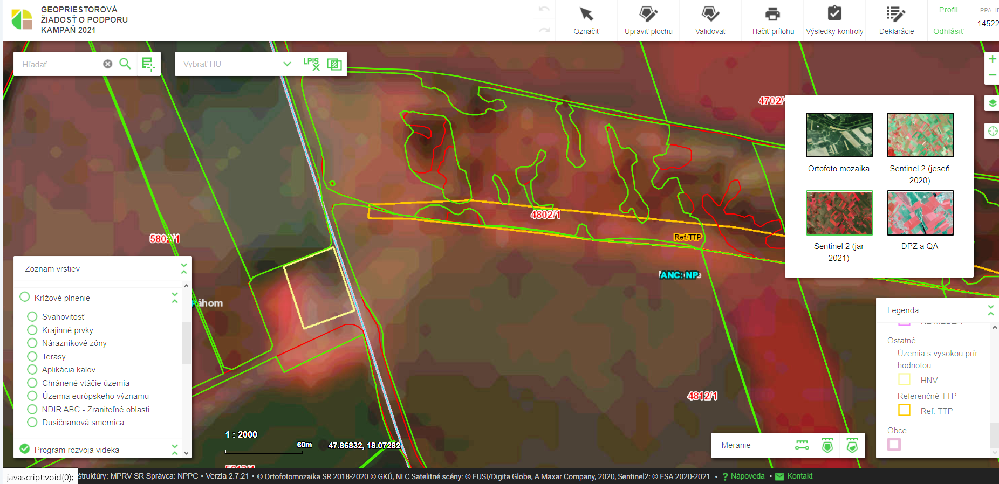 GEOPRIESTOROVÁ
ŽIADOSŤ O PODPORU
KAMPAŇ 2021
Označiť
Upraviť plochu
Validovať
Tlačiť prílohu
Výsledky kontroly
Deklarácie
Profil
Odhlásiť
PPA_ID
14522
Hľadať
Vybrať HU
LPIS
4702/
Ortofoto mozaika
Sentinel 2 (jeseň
2020)
Sentinel 2 (jar
2021)
DPZ a QA
4802/1
Ref.TTP
5802/1
ANC: NP
áhom
4812/1
Zoznam vrstiev
Krížové plnenie
Svahovitosť
Krajinné prvky
Nárazníkové zóny
Terasy
Aplikácia kalov
Chránené vtáčie územia
Územia európskeho významu
NDIR ABC - Zraniteľné oblasti
Dusičnanová smernica
Program rozvoja videka
Legenda
Ostatné
Územia s vysokou prír.
hodnotou
HNV
Referenčné TTP
Ref. TTP
Obce
1 : 2000
60m
47.86832, 18.07282
Meranie
javascript:void(0);
štruktúry: MPRV SR Správca: NPPC • Verzia 2.7.21 • © Ortofotomozaika SR 2018-2020 © GKÚ, NLC Satelitné scény: © EUSI/Digita Globe, A Maxar Company, 2020, Sentinel2: © ESA 2020-2021 • ? Nápoveda • Kontakt